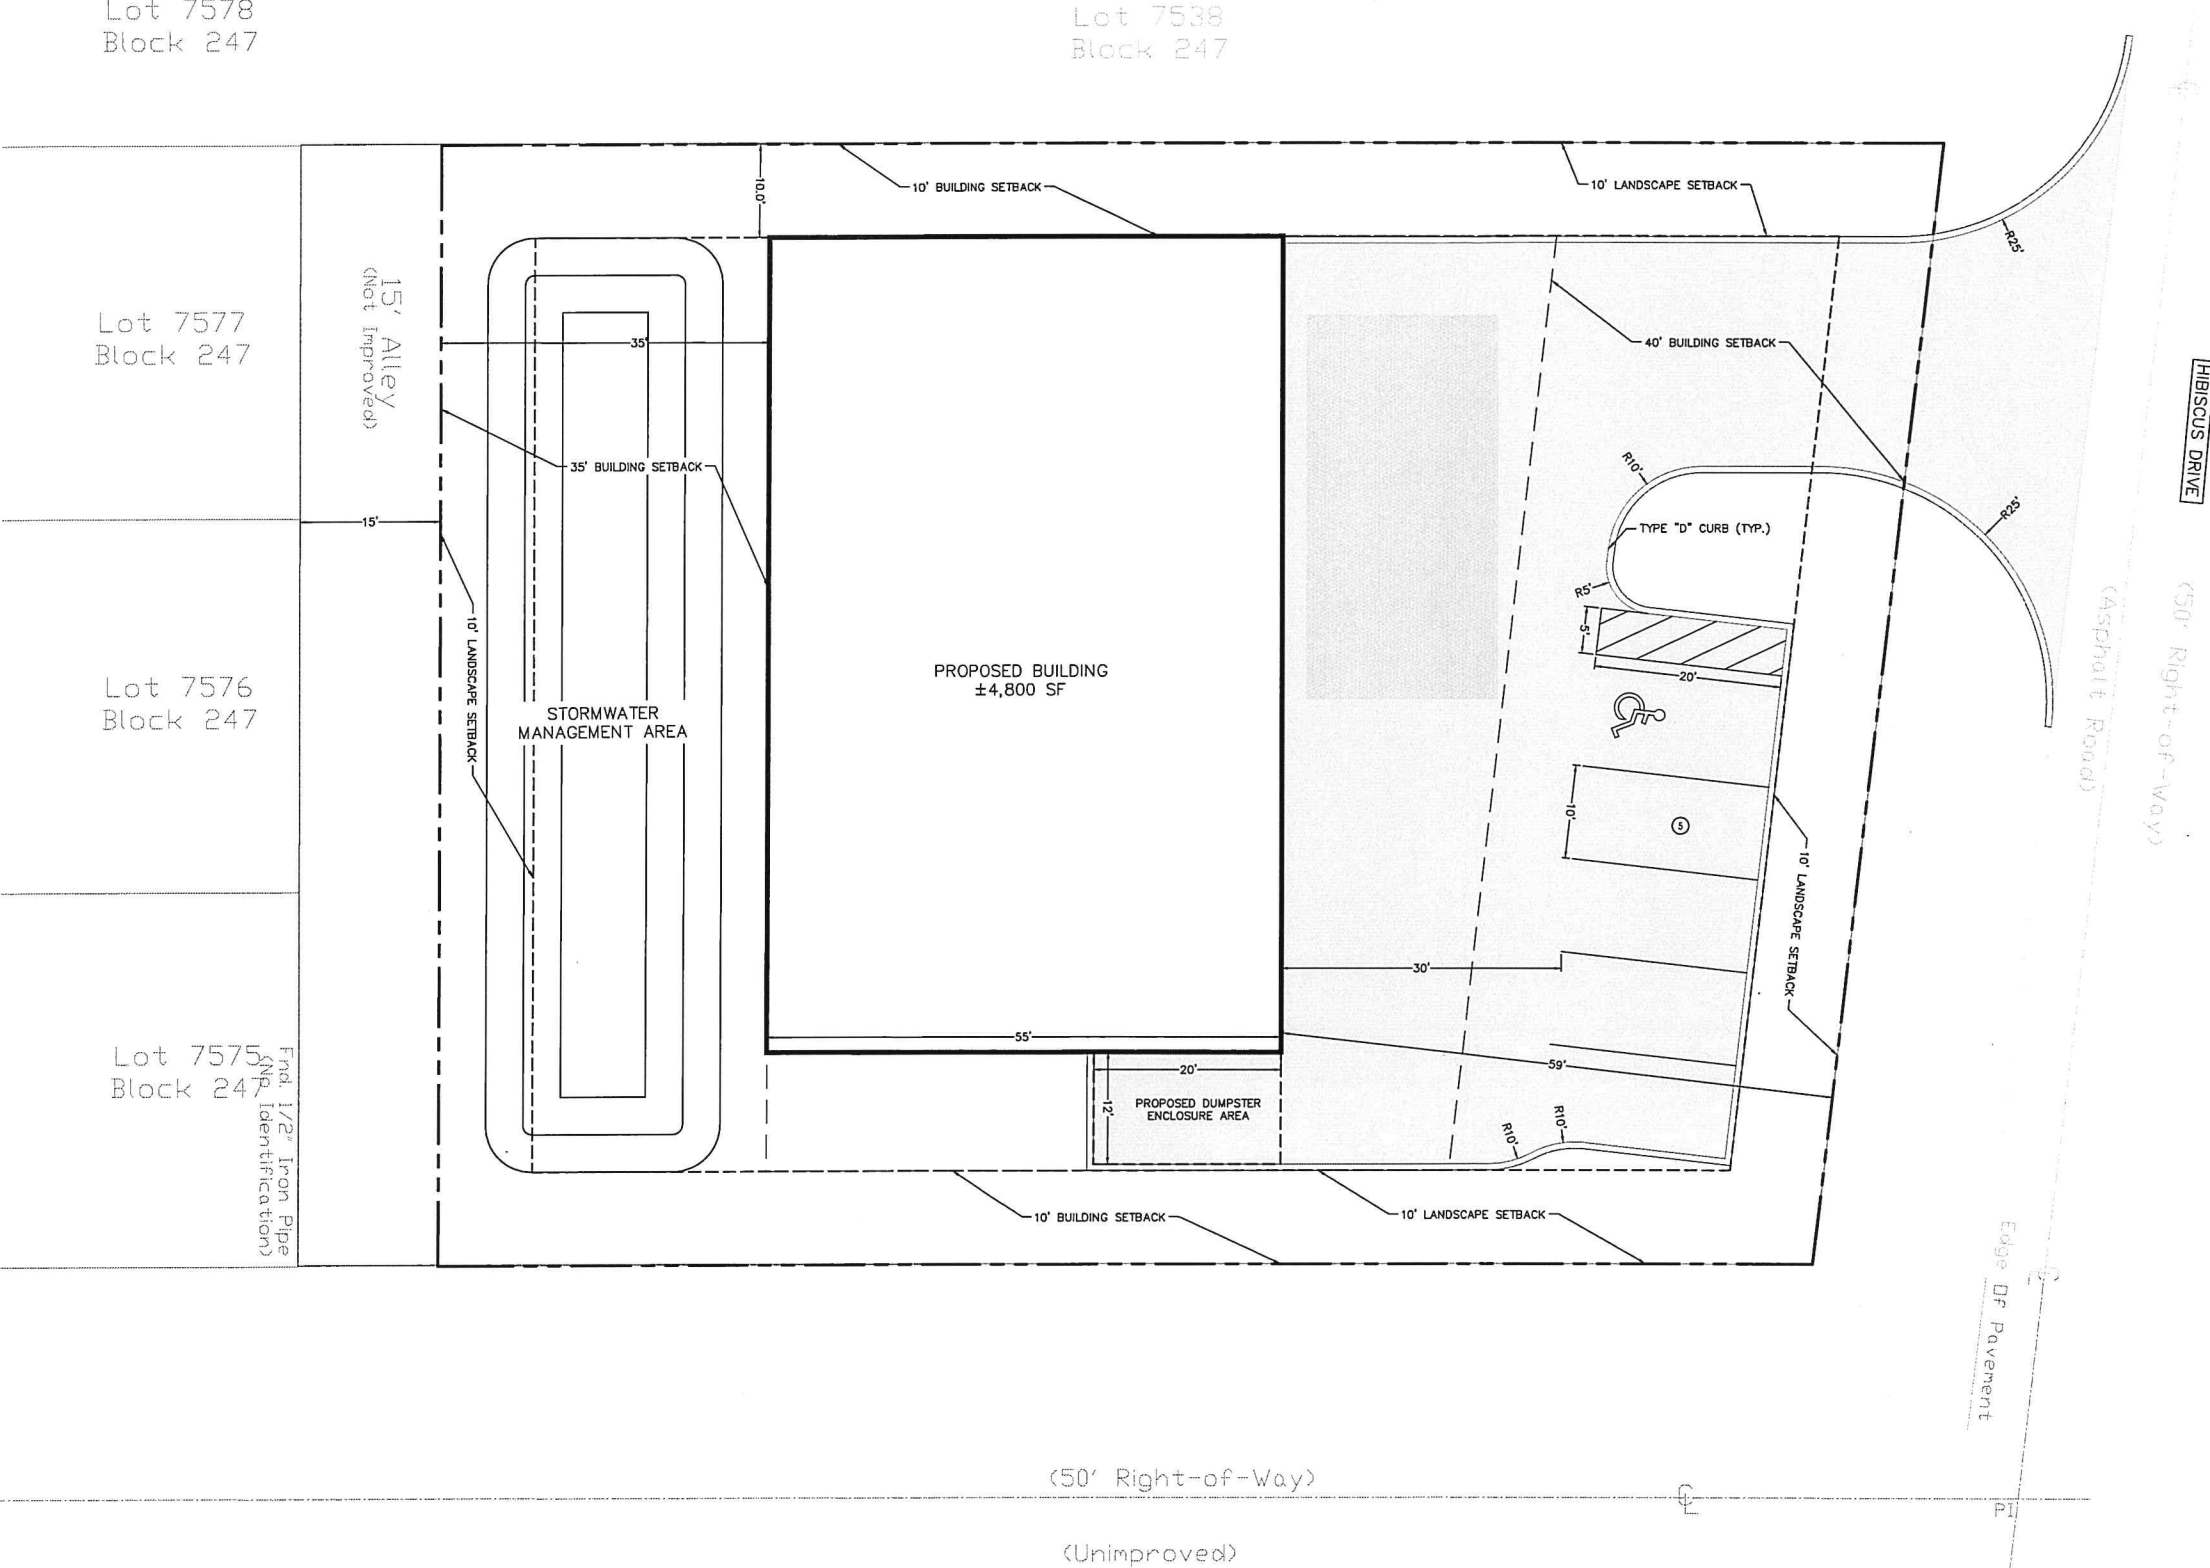 Lot 7578
Block 247
Lot 7538
Block 247
10.0'
10' BUILDING SETBACK
10' LANDSCAPE SETBACK
R25'
15' Alley
(Not Improved)
Lot 7577
Block 247
35'
40' BUILDING SETBACK
HIBISCUS DRIVE
35' BUILDING SETBACK
R10'
R25'
15'
TYPE "D" CURB (TYP.)
R5'
(50' Right-of-Way)
(Asphalt Road)
5'
10' LANDSCAPE SETBACK
Lot 7576
Block 247
PROPOSED BUILDING
±4,800 SF
20'
STORMWATER
MANAGEMENT AREA
10'
5
10' LANDSCAPE SETBACK
30'
55'
Lot 7575
Block 247
Fnd. 1/2" Iron Pipe
(No Identification)
20'
59'
12'
PROPOSED DUMPSTER
ENCLOSURE AREA
R10'
R10'
10' BUILDING SETBACK
10' LANDSCAPE SETBACK
Edge Of Pavement
(50' Right-of-Way)
PI
(Unimproved)